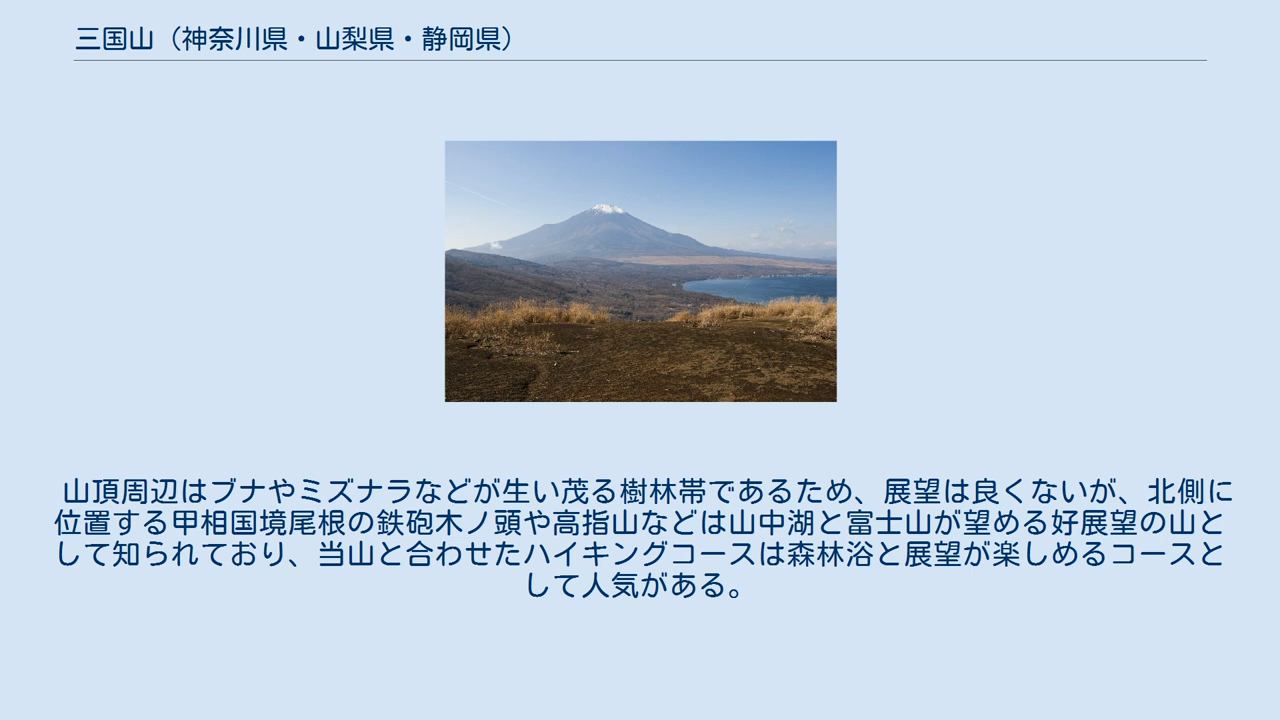 三国山（神奈川県・山梨県・静岡県）
山頂周辺はブナやミズナラなどが生い茂る樹林帯であるため、展望は良くないが、北側に
位置する甲相国境尾根の鉄砲木ノ頭や高指山などは山中湖と富士山が望める好展望の山と
して知られており、当山と合わせたハイキングコースは森林浴と展望が楽しめるコースと
して人気がある。